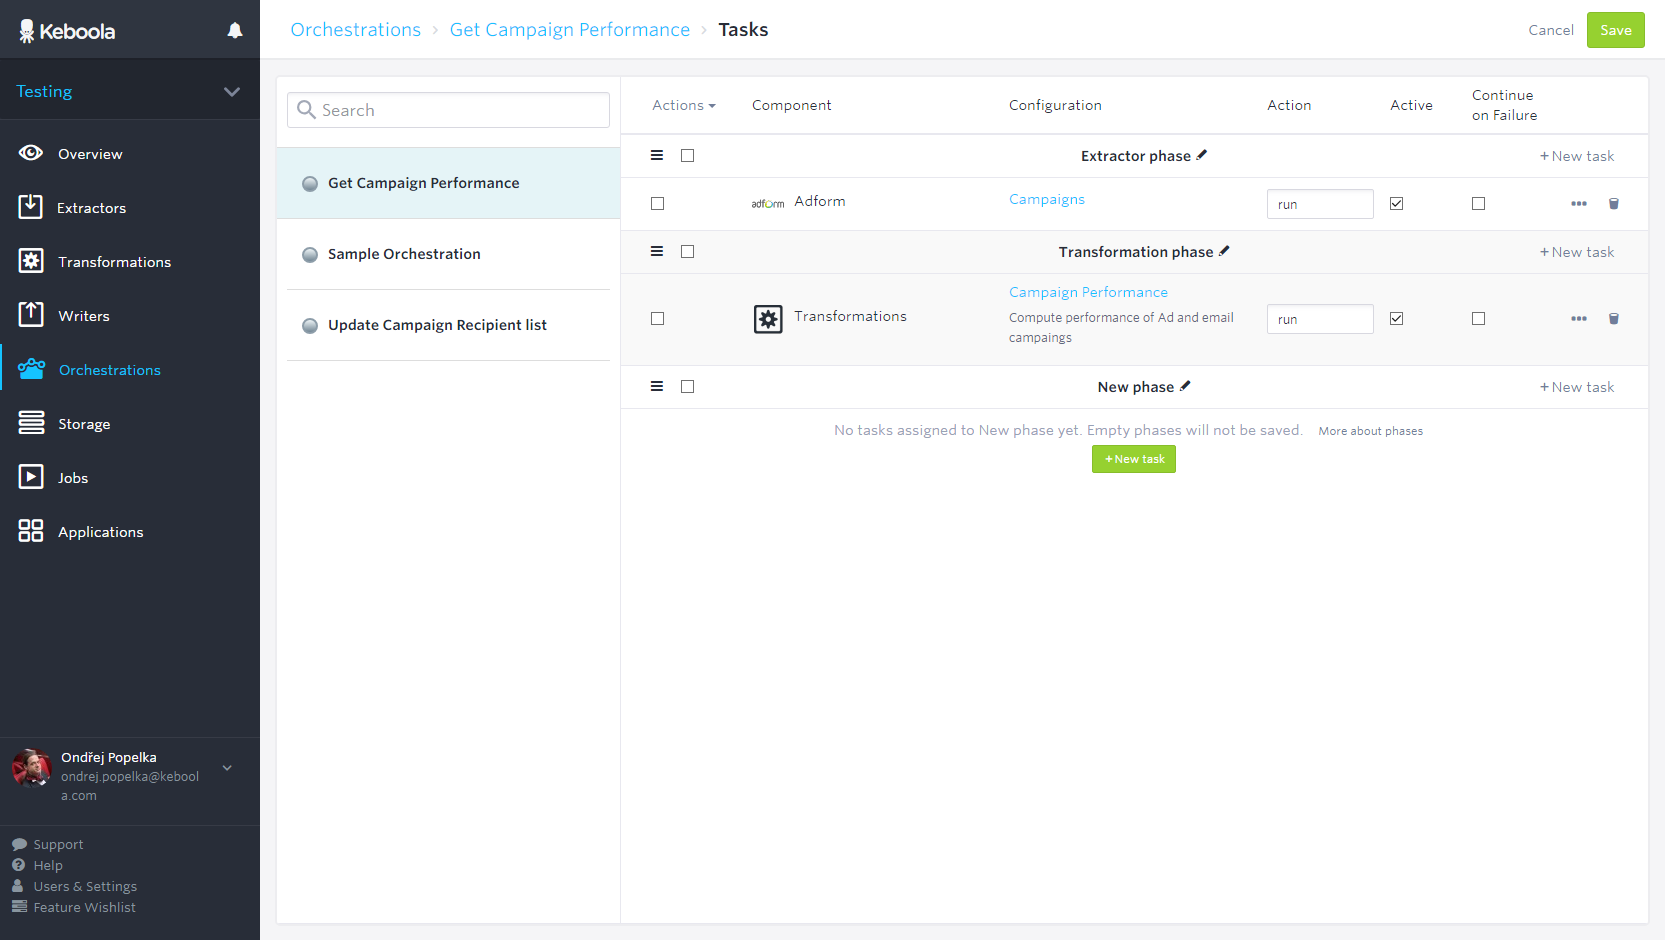 Keboola
Testing
Overview
Extractors
Transformations
Writers
Orchestrations
Storage
Jobs
Applications
Ondřej Popelka
ondrej.popelka@kebool
a.com
Support
Help
Users & Settings
Feature Wishlist
Orchestrations › Get Campaign Performance › Tasks
Cancel
Save
Search
Get Campaign Performance
Sample Orchestration
Update Campaign Recipient list
Actions Component Configuration Action Active Continue
on Failure
Extractor phase + New task
adform Adform Campaigns run
Transformation phase + New task
Campaign Performance
Transformations Compute performance of Ad and email run
campaings
New phase + New task
No tasks assigned to New phase yet. Empty phases will not be saved. More about phases
+ New task